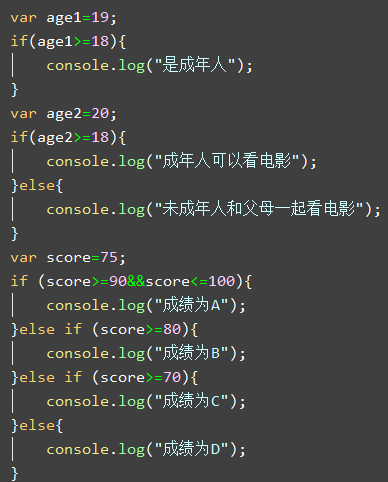 var age1=19;
if(age1>=18){
    console.log("是成年人");
}
var age2=20;
if(age2>=18){
    console.log("成年人可以看电影");
}else{
    console.log("未成年人和父母一起看电影");
}
var score=75;
if (score>=90&&score<=100){
    console.log("成绩为A");
}else if (score>=80){
    console.log("成绩为B");
}else if (score>=70){
    console.log("成绩为C");
}else{
    console.log("成绩为D");
}